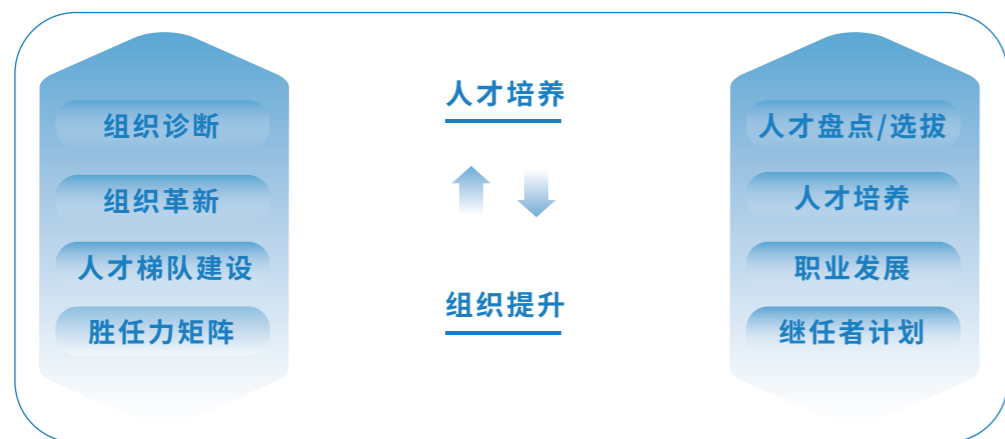 组织诊断
组织革新
人才梯队建设
胜任力矩阵
人才培养
组织提升
人才盘点/选拔
人才培养
职业发展
继任者计划